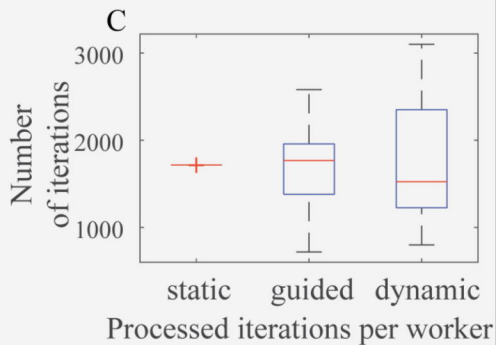 C
Number
of iterations
3000
2000
1000
static guided dynamic
Processed iterations per worker